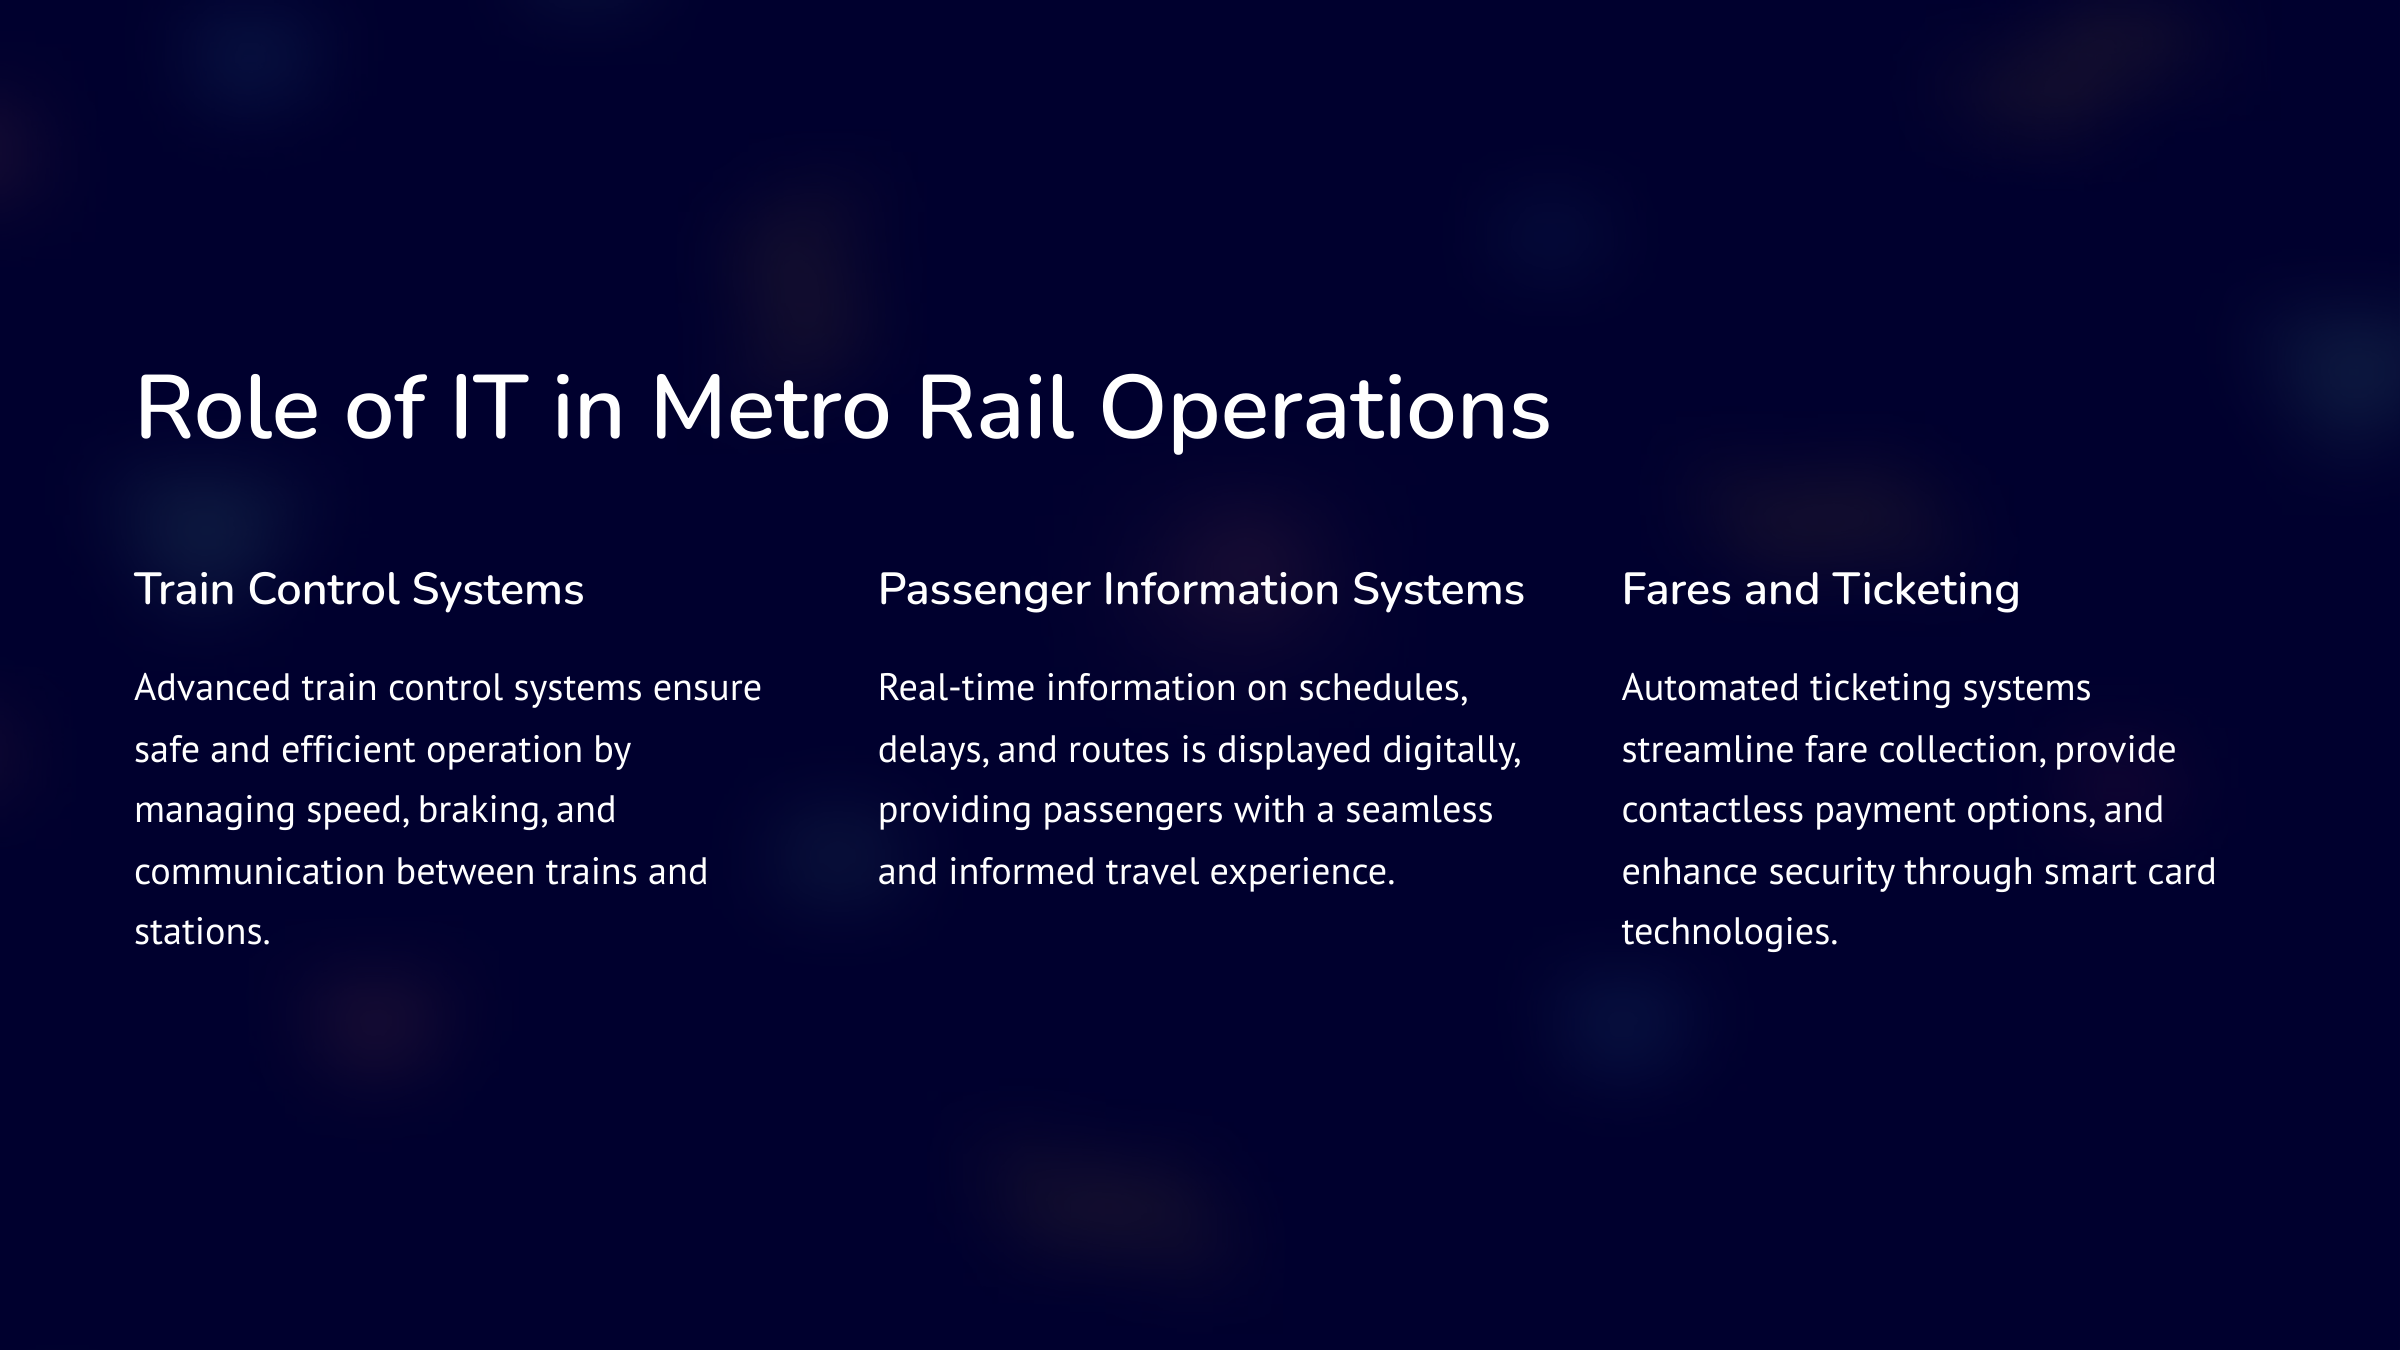 Role of IT in Metro Rail Operations
Train Control Systems
Advanced train control systems ensure
safe and efficient operation by
managing speed, braking, and
communication between trains and
stations.
Passenger Information Systems
Real-time information on schedules,
delays, and routes is displayed digitally,
providing passengers with a seamless
and informed travel experience.
Fares and Ticketing
Automated ticketing systems
streamline fare collection, provide
contactless payment options, and
enhance security through smart card
technologies.